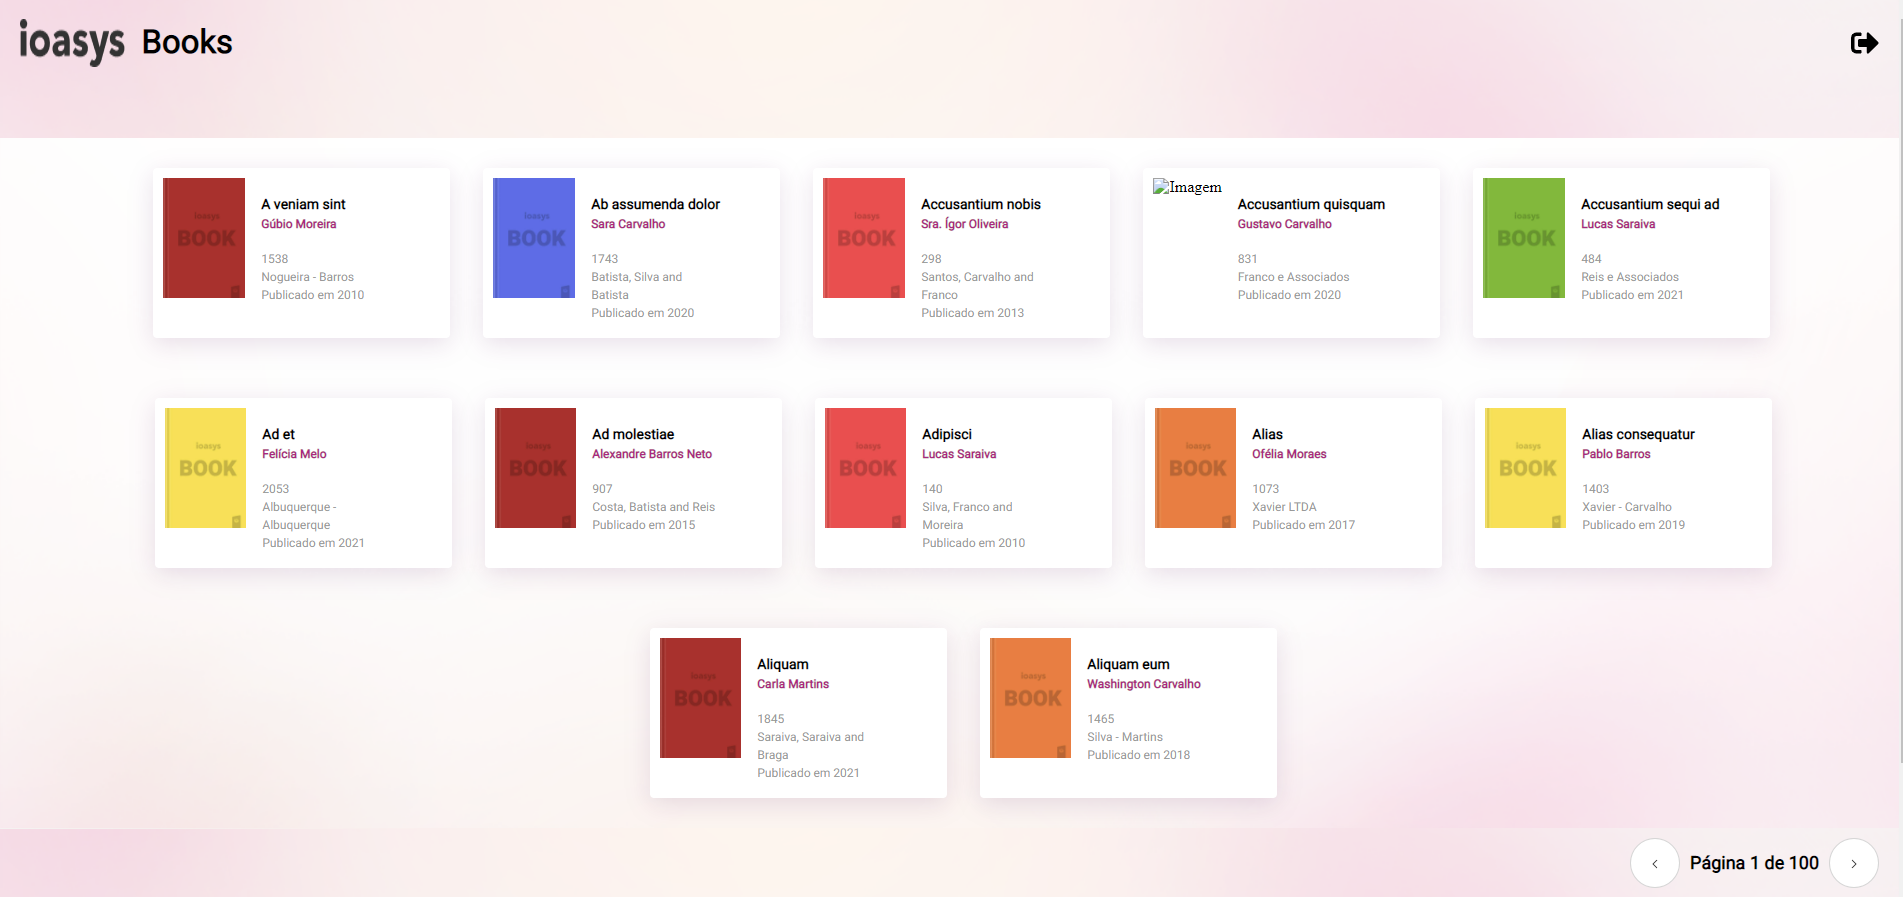 ioasys Books
ioasys
BOOK
A veniam sint
Gúbio Moreira
1538
Nogueira - Barros
Publicado em 2010
ioasys
BOOK
Ab assumenda dolor
Sara Carvalho
1743
Batista, Silva and
Batista
Publicado em 2020
ioasys
BOOK
Accusantium nobis
Sra. Ígor Oliveira
298
Santos, Carvalho and
Franco
Publicado em 2013
Imagem
Accusantium quisquam
Gustavo Carvalho
831
Franco e Associados
Publicado em 2020
ioasys
BOOK
Accusantium sequi ad
Lucas Saraiva
484
Reis e Associados
Publicado em 2021
ioasys
BOOK
Ad et
Felícia Melo
2053
Albuquerque -
Albuquerque
Publicado em 2021
ioasys
BOOK
Ad molestiae
Alexandre Barros Neto
907
Costa, Batista and Reis
Publicado em 2015
ioasys
BOOK
Adipisci
Lucas Saraiva
140
Silva, Franco and
Moreira
Publicado em 2010
ioasys
BOOK
Alias
Ofélia Moraes
1073
Xavier LTDA
Publicado em 2017
ioasys
BOOK
Alias consequatur
Pablo Barros
1403
Xavier - Carvalho
Publicado em 2019
ioasys
BOOK
Aliquam
Carla Martins
1845
Saraiva, Saraiva and
Braga
Publicado em 2021
ioasys
BOOK
Aliquam eum
Washington Carvalho
1465
Silva - Martins
Publicado em 2018
Página 1 de 100